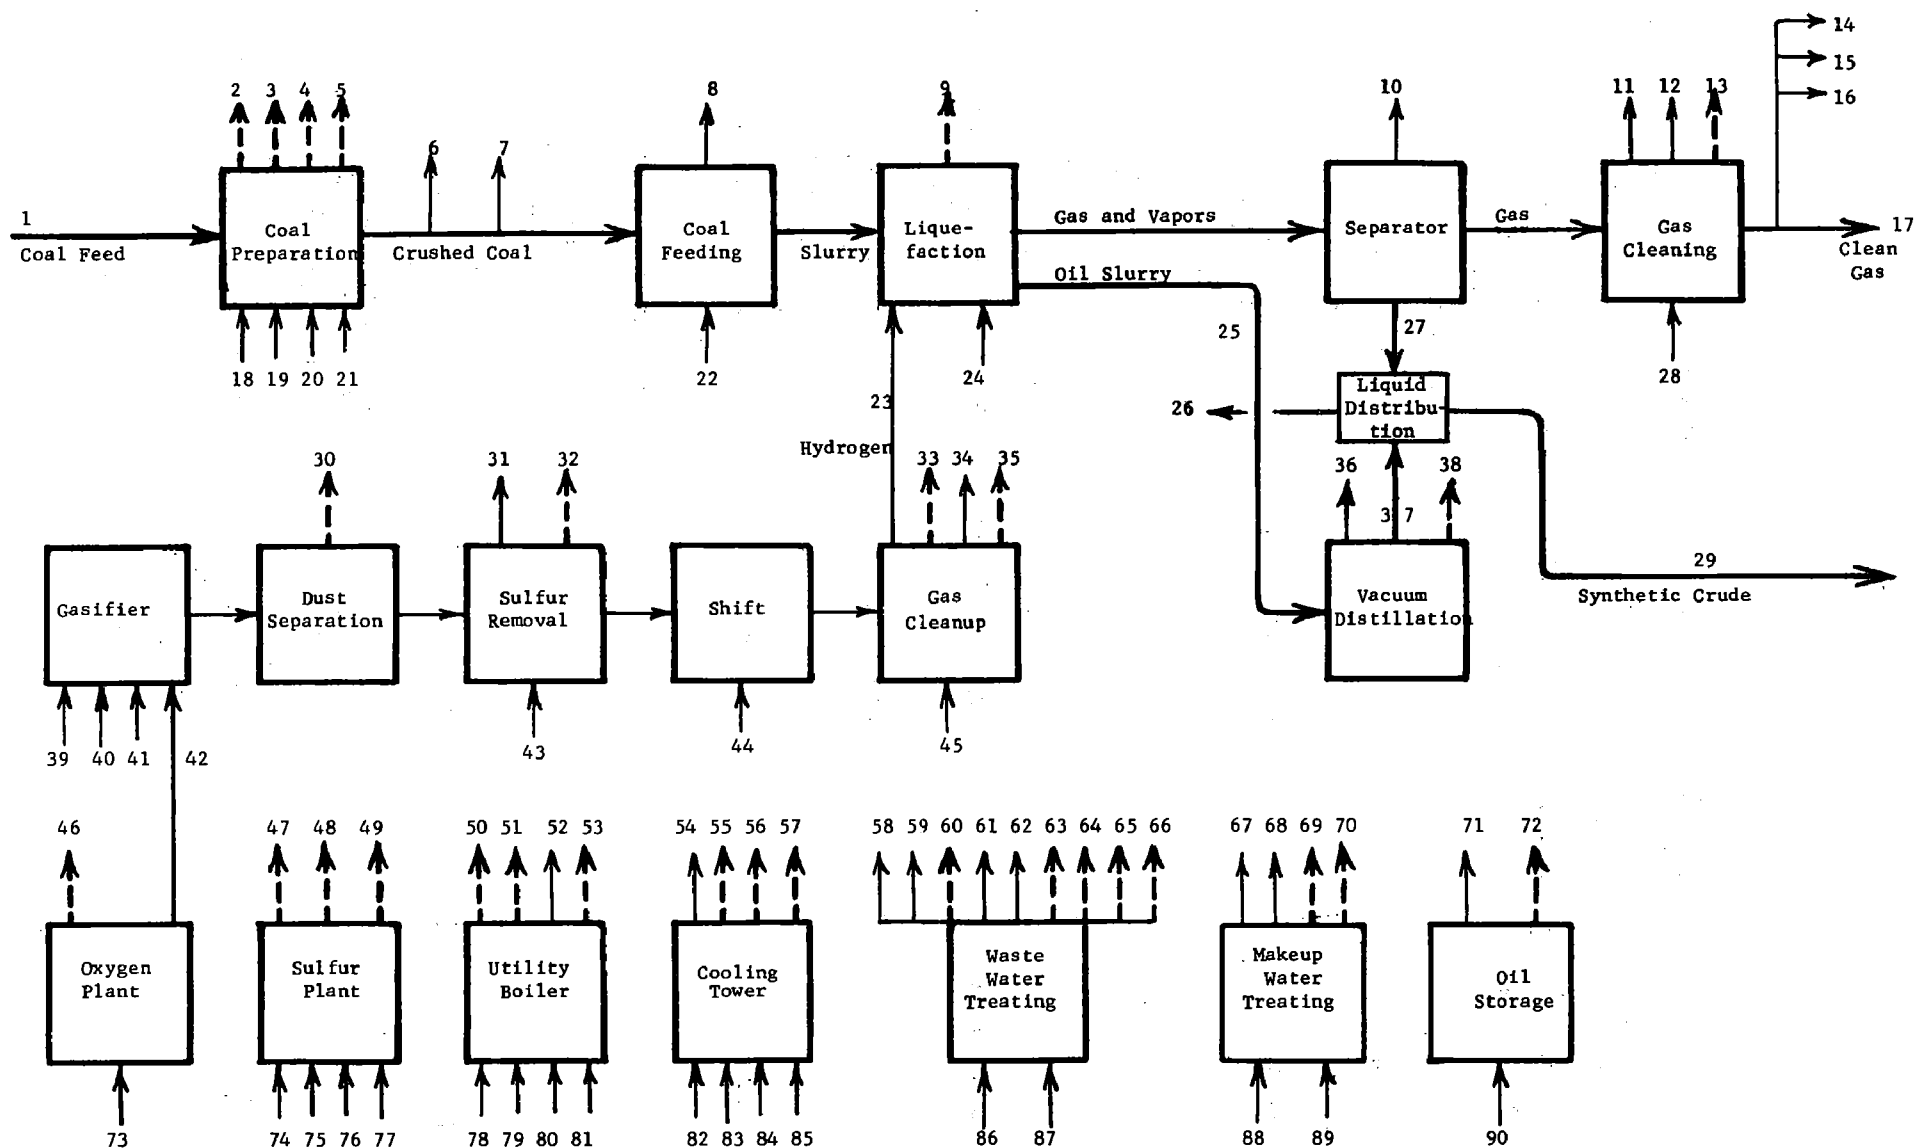 14
15
16
2 3 4 5
8
9
10
11 12 13
6 7
1
Coal Feed
Coal
Preparation
Crushed Coal
Coal
Feeding
Slurry
Lique-
faction
Gas and Vapors
Oil Slurry
Separator
Gas
Gas
Cleaning
17
Clean
Gas
18 19 20 21
22
23
24
25
27
28
Liquid
Distribu-
tion
26
Hydrogen
30
31 32
33 34 35
36
37
38
29
Synthetic Crude
Gasifier
Dust
Separation
Sulfur
Removal
Shift
Gas
Cleanup
Vacuum
Distillation
39 40 41 42
43
44
45
46
47 48 49
50 51 52 53
54 55 56 57
58 59 60 61 62 63 64 65 66
67 68 69 70
71 72
Oxygen
Plant
Sulfur
Plant
Utility
Boiler
Cooling
Tower
Waste
Water
Treating
Makeup
Water
Treating
Oil
Storage
73
74 75 76 77
78 79 80 81
82 83 84 85
86 87
88 89
90